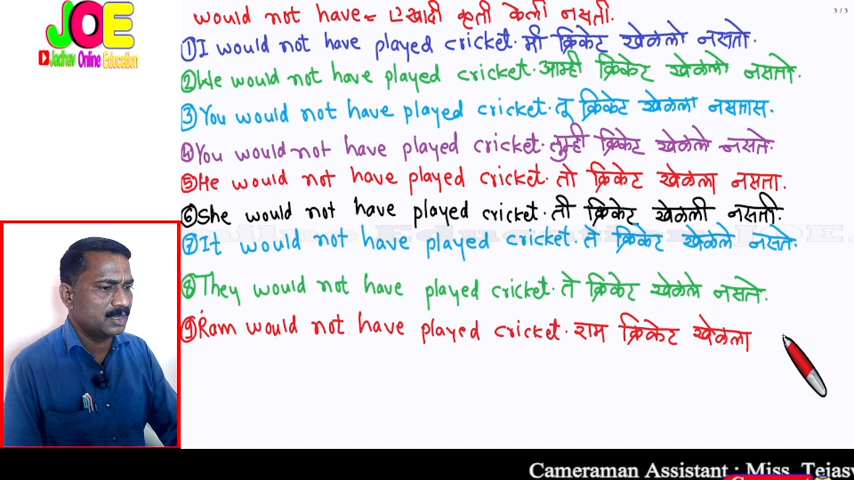 JOE
Jadhav Online Education
3/3
would not have = एखादी कृती केली नसती.
①I would not have played cricket. मी क्रिकेट खेळलो नसतो.
②We would not have played cricket. आम्ही क्रिकेट खेळलो नसतो.
③You would not have played cricket. तू क्रिकेट खेळला नसतास.
④You would not have played cricket. तुम्ही क्रिकेट खेळले नसते.
⑤He would not have played cricket. तो क्रिकेट खेळला नसता.
⑥She would not have played cricket. ती क्रिकेट खेळली नसती.
⑦It would not have played cricket. ते क्रिकेट खेळले नसते.
⑧They would not have played cricket. ते क्रिकेट खेळले नसते.
⑨Ram would not have played cricket. राम क्रिकेट खेळला
Cameraman Assistant : Miss. Tejasv